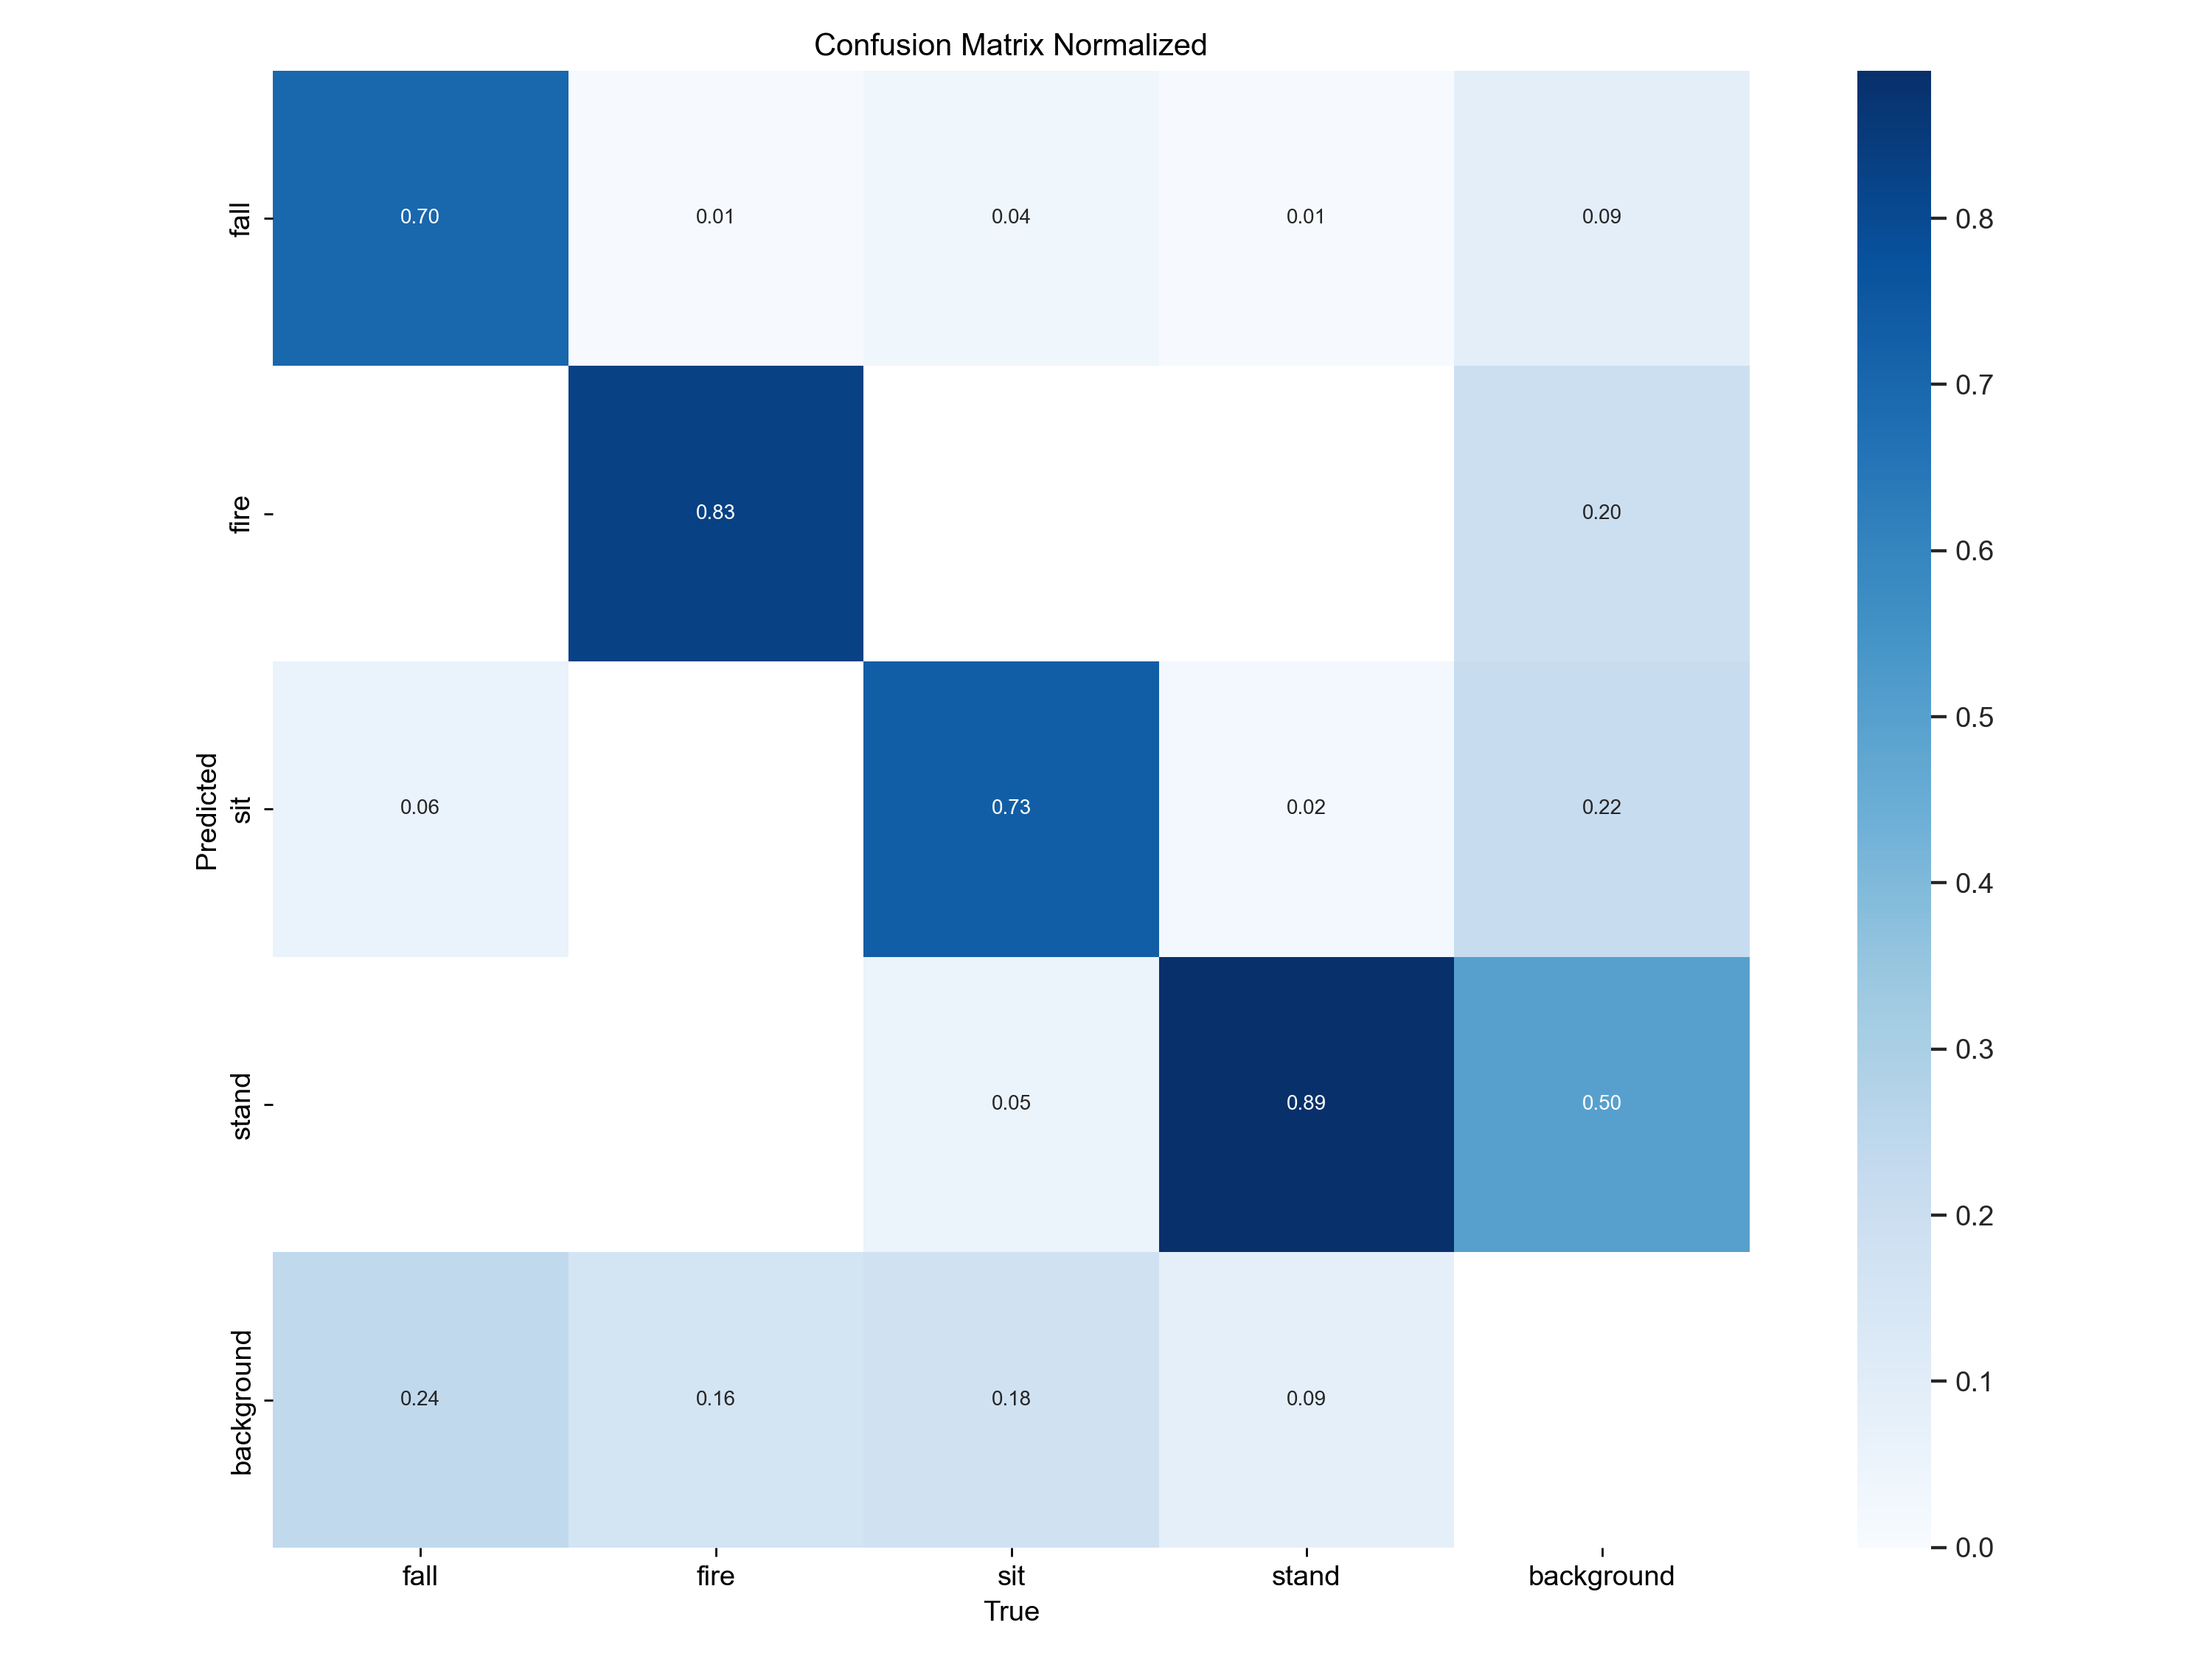 Confusion Matrix Normalized
Predicted
fall
0.70 0.01 0.04 0.01 0.09
fire
0.83 0.20
sit
0.06 0.73 0.02 0.22
stand
0.05 0.89 0.50
background
0.24 0.16 0.18 0.09
fall fire sit stand background
True
0.8
0.7
0.6
0.5
0.4
0.3
0.2
0.1
0.0